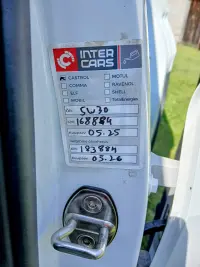 INTER
CARS
CASTROL MOTUL
COMMA RAVENOL
ELF SHELL
MOBIL
5W30
168884
05.25
183884
05.26